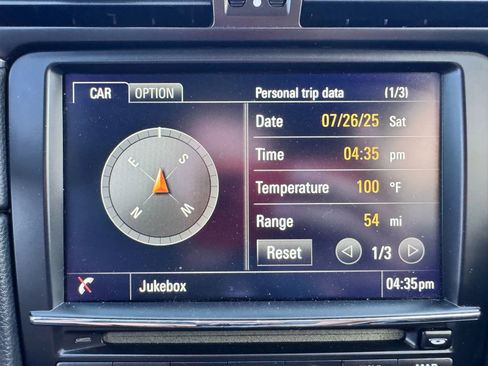 CAR OPTION Personal trip data (1/3)
Date 07/26/25 Sat
Time 04:35 pm
Temperature 100 °F
Range 54 mi
E S
N W
Reset 1/3
Jukebox 04:35pm